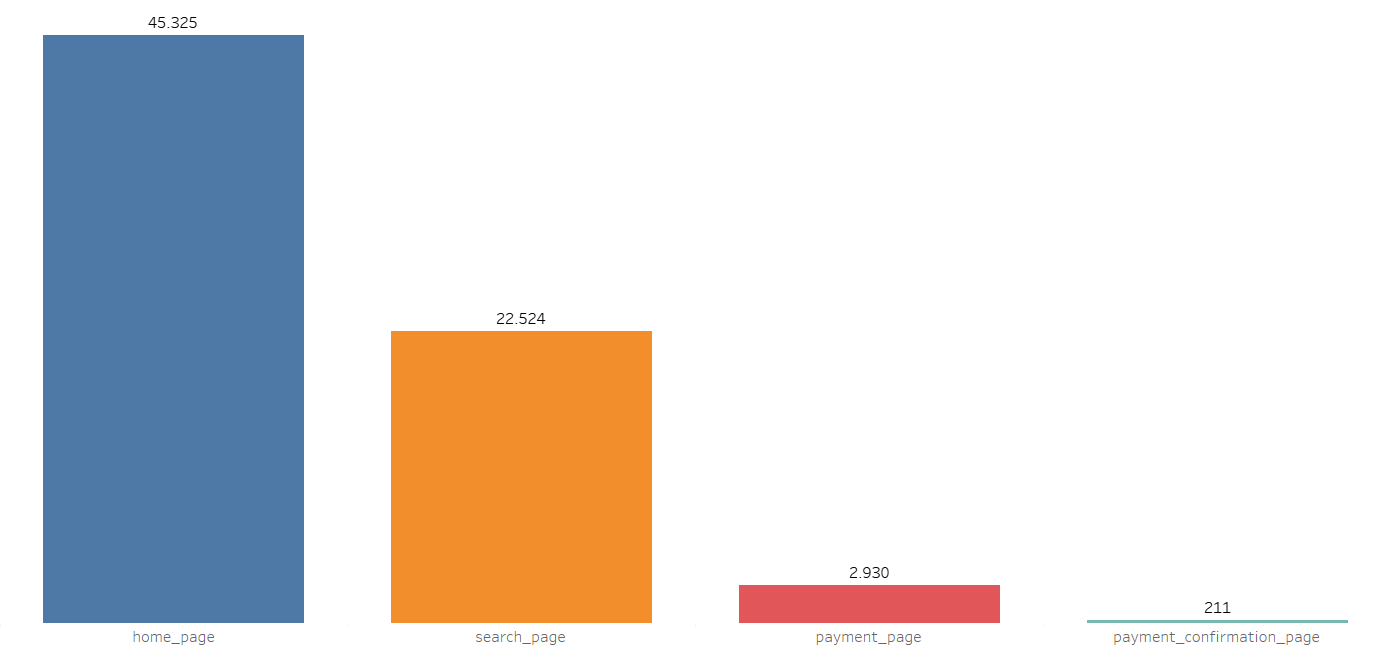 45.325
22.524
2.930
211
home_page
search_page
payment_page
payment_confirmation_page